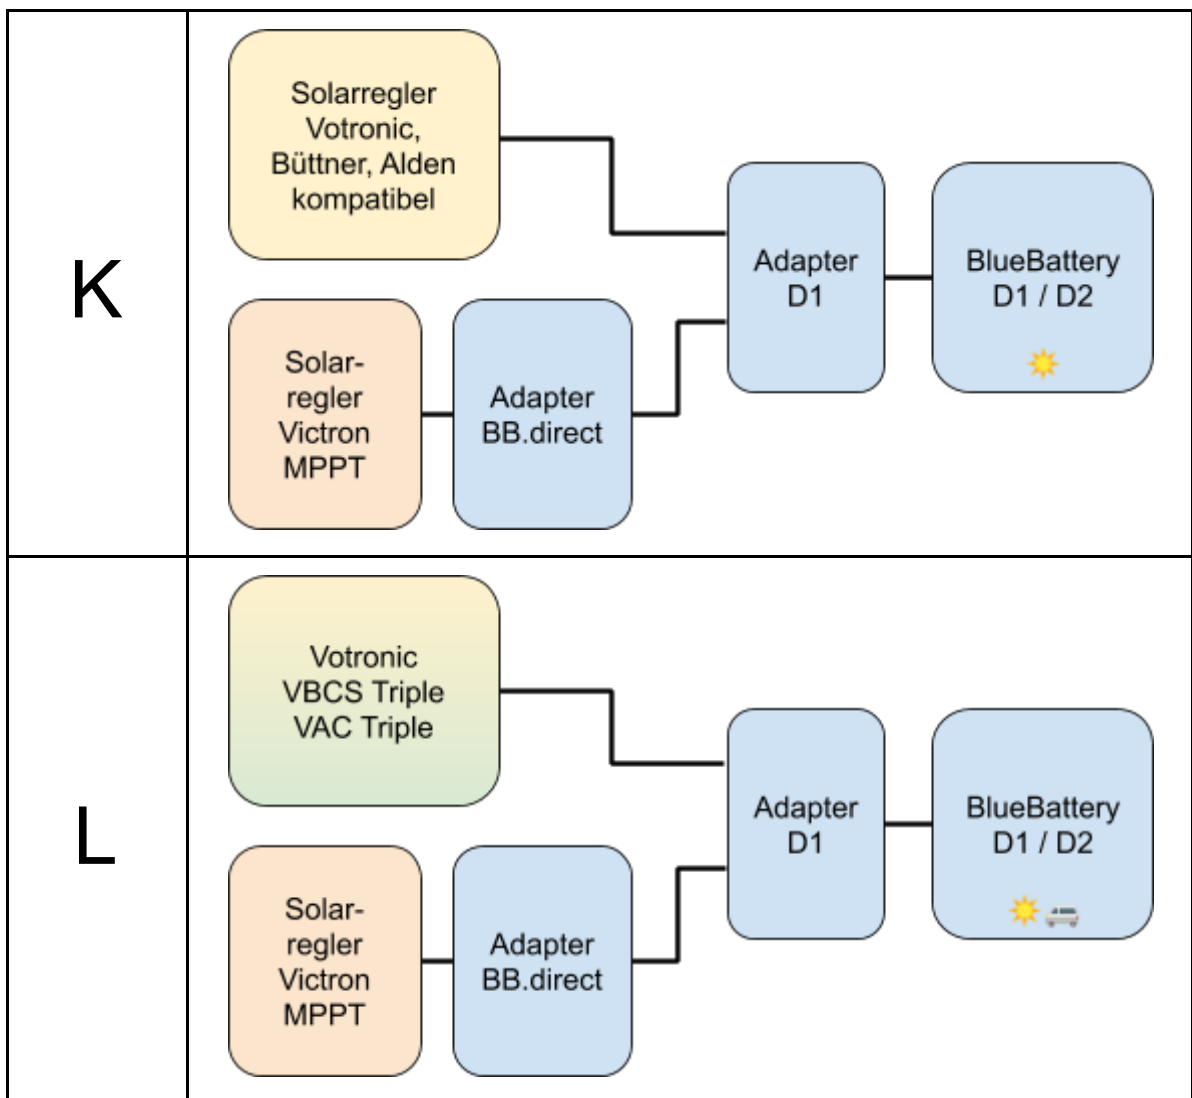 K
Solarregler
Votronic,
Büttner, Alden
kompatibel
Solar-
regler
Victron
MPPT
Adapter
BB.direct
Adapter
D1
BlueBattery
D1 / D2
L
Votronic
VBCS Triple
VAC Triple
Solar-
regler
Victron
MPPT
Adapter
BB.direct
Adapter
D1
BlueBattery
D1 / D2